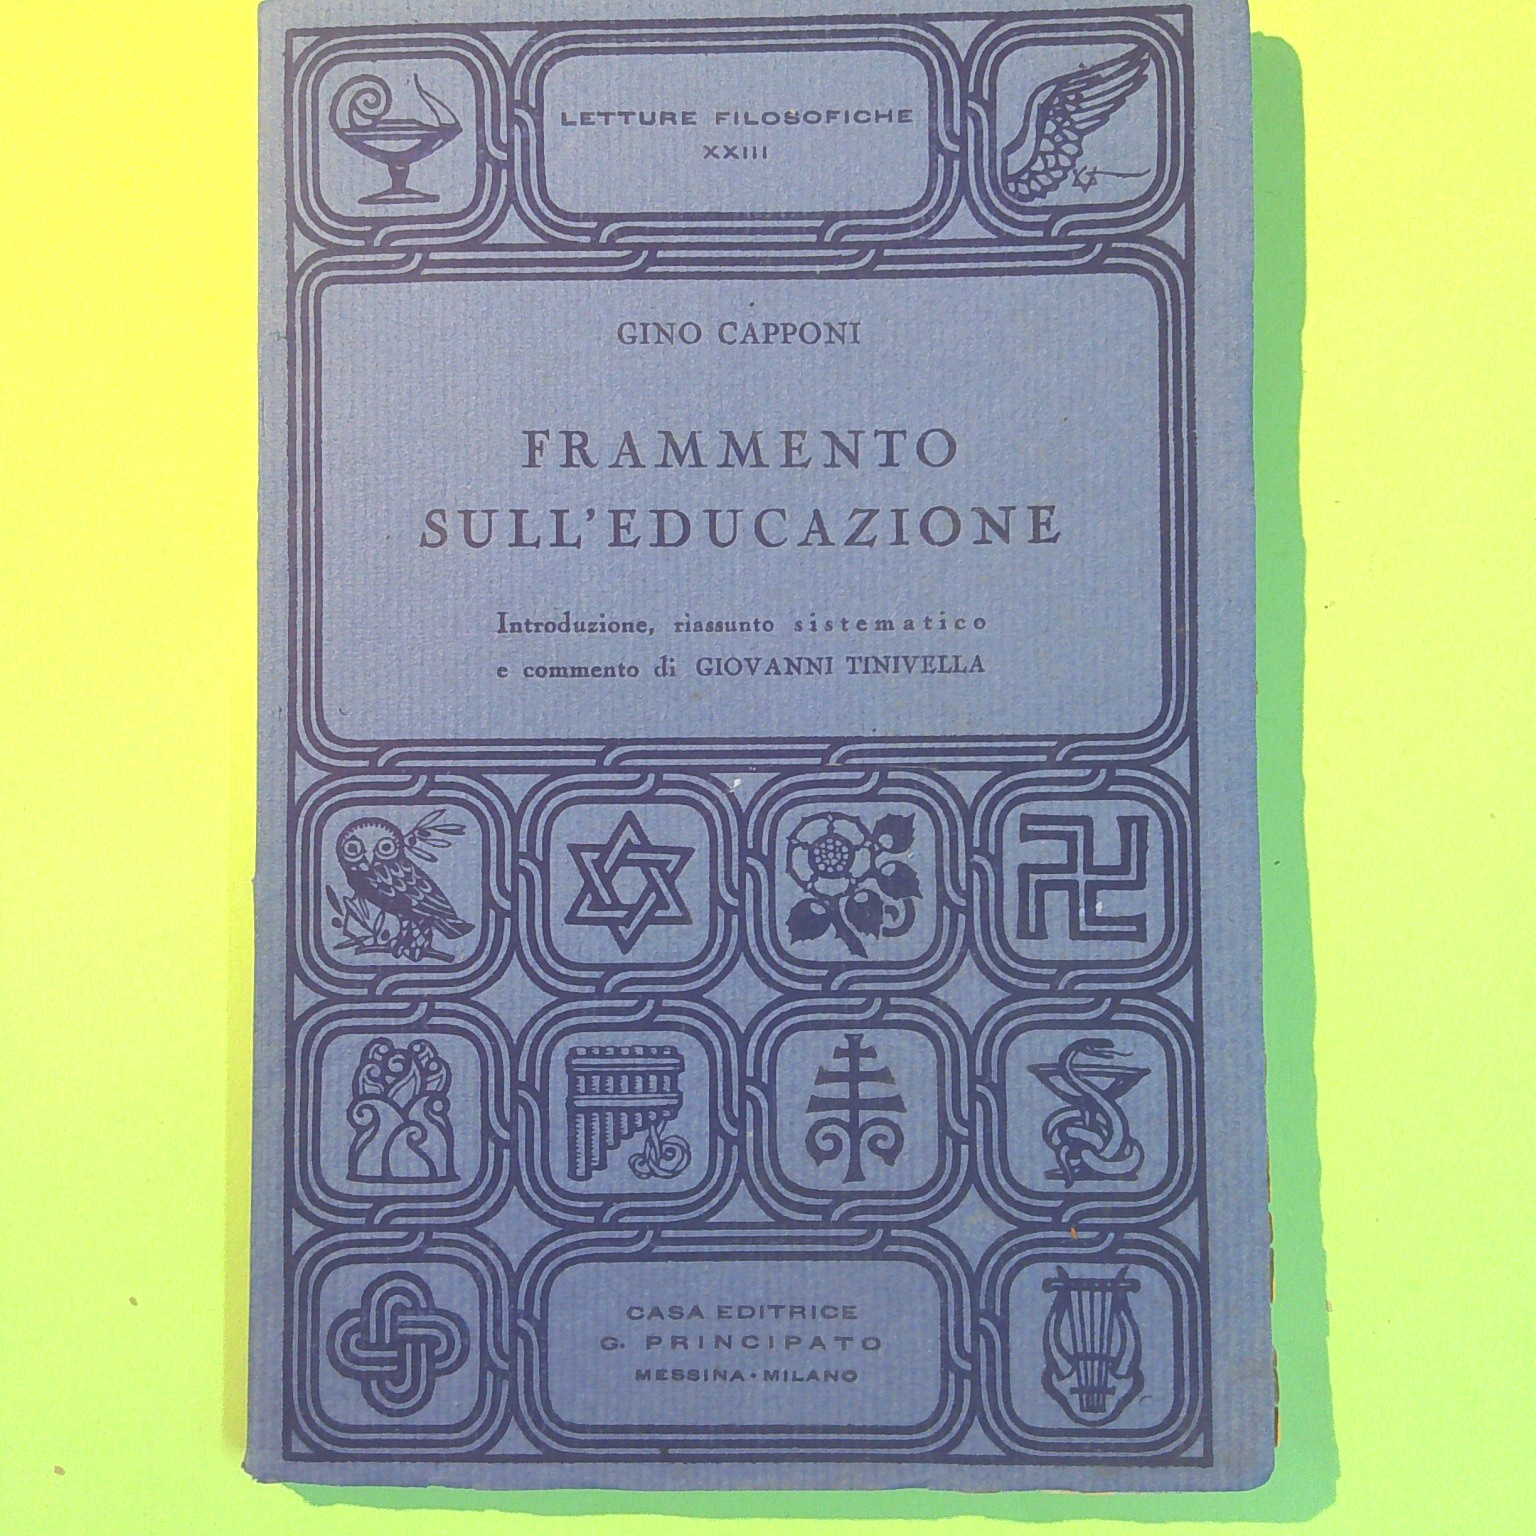 LETTURE FILOSOFICHE
XXIII
GINO CAPPONI
FRAMMENTO
SULL'EDUCAZIONE
Introduzione, riassunto sistematico
e commento di GIOVANNI TINIVELLA
CASA EDITRICE
G. PRINCIPATO
MESSINA · MILANO